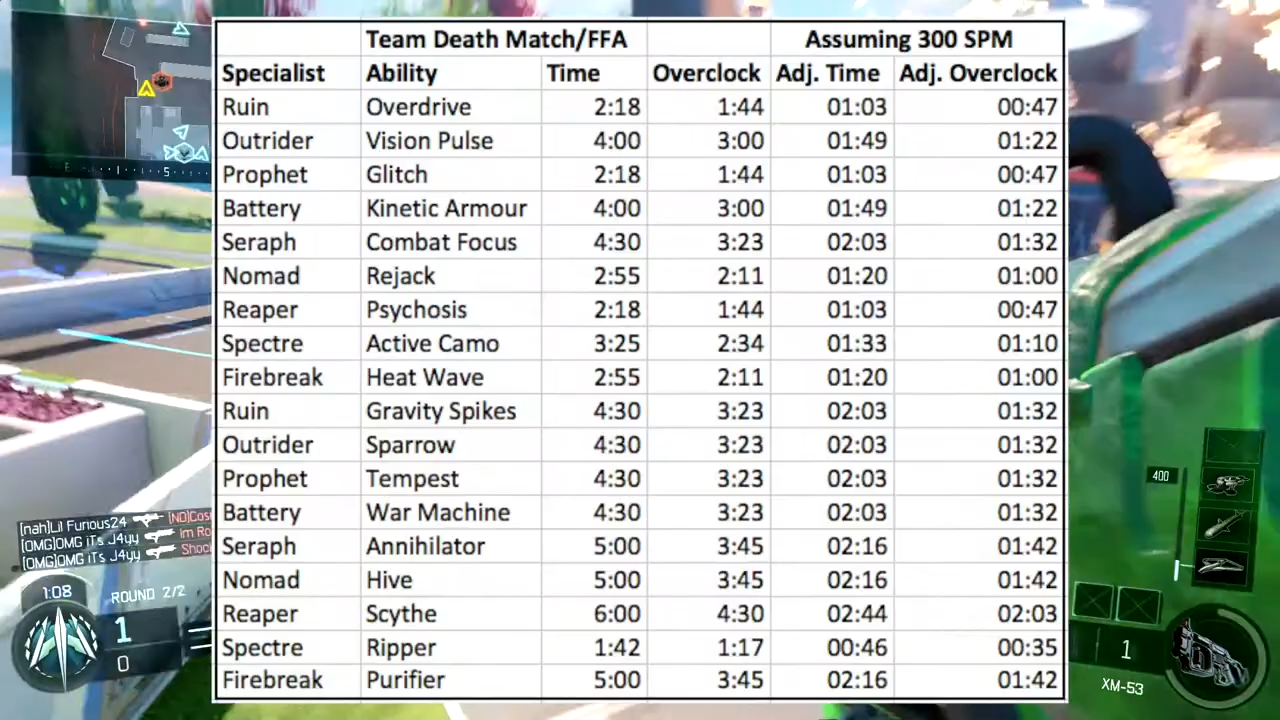 Team Death Match/FFA Assuming 300 SPM
Specialist Ability Time Overclock Adj. Time Adj. Overclock
Ruin Overdrive 2:18 1:44 01:03 00:47
Outrider Vision Pulse 4:00 3:00 01:49 01:22
Prophet Glitch 2:18 1:44 01:03 00:47
Battery Kinetic Armour 4:00 3:00 01:49 01:22
Seraph Combat Focus 4:30 3:23 02:03 01:32
Nomad Rejack 2:55 2:11 01:20 01:00
Reaper Psychosis 2:18 1:44 01:03 00:47
Spectre Active Camo 3:25 2:34 01:33 01:10
Firebreak Heat Wave 2:55 2:11 01:20 01:00
Ruin Gravity Spikes 4:30 3:23 02:03 01:32
Outrider Sparrow 4:30 3:23 02:03 01:32
Prophet Tempest 4:30 3:23 02:03 01:32
Battery War Machine 4:30 3:23 02:03 01:32
Seraph Annihilator 5:00 3:45 02:16 01:42
Nomad Hive 5:00 3:45 02:16 01:42
Reaper Scythe 6:00 4:30 02:44 02:03
Spectre Ripper 1:42 1:17 00:46 00:35
Firebreak Purifier 5:00 3:45 02:16 01:42
[nah]Lil Furious24
[OMG]OMG iTs J4yy Im Ro
[OMG]OMG iTs J4yy Shoc
1:08 ROUND 2/2
1
0
400
1
XM-53